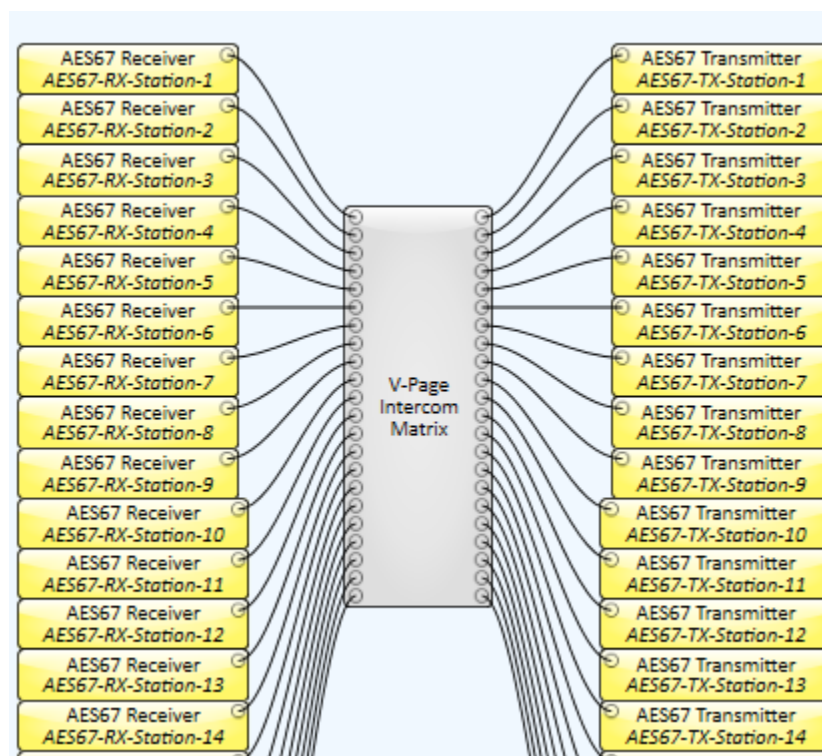 AES67 Receiver
AES67-RX-Station-1
AES67 Receiver
AES67-RX-Station-2
AES67 Receiver
AES67-RX-Station-3
AES67 Receiver
AES67-RX-Station-4
AES67 Receiver
AES67-RX-Station-5
AES67 Receiver
AES67-RX-Station-6
AES67 Receiver
AES67-RX-Station-7
AES67 Receiver
AES67-RX-Station-8
AES67 Receiver
AES67-RX-Station-9
AES67 Receiver
AES67-RX-Station-10
AES67 Receiver
AES67-RX-Station-11
AES67 Receiver
AES67-RX-Station-12
AES67 Receiver
AES67-RX-Station-13
AES67 Receiver
AES67-RX-Station-14
V-Page
Intercom
Matrix
AES67 Transmitter
AES67-TX-Station-1
AES67 Transmitter
AES67-TX-Station-2
AES67 Transmitter
AES67-TX-Station-3
AES67 Transmitter
AES67-TX-Station-4
AES67 Transmitter
AES67-TX-Station-5
AES67 Transmitter
AES67-TX-Station-6
AES67 Transmitter
AES67-TX-Station-7
AES67 Transmitter
AES67-TX-Station-8
AES67 Transmitter
AES67-TX-Station-9
AES67 Transmitter
AES67-TX-Station-10
AES67 Transmitter
AES67-TX-Station-11
AES67 Transmitter
AES67-TX-Station-12
AES67 Transmitter
AES67-TX-Station-13
AES67 Transmitter
AES67-TX-Station-14